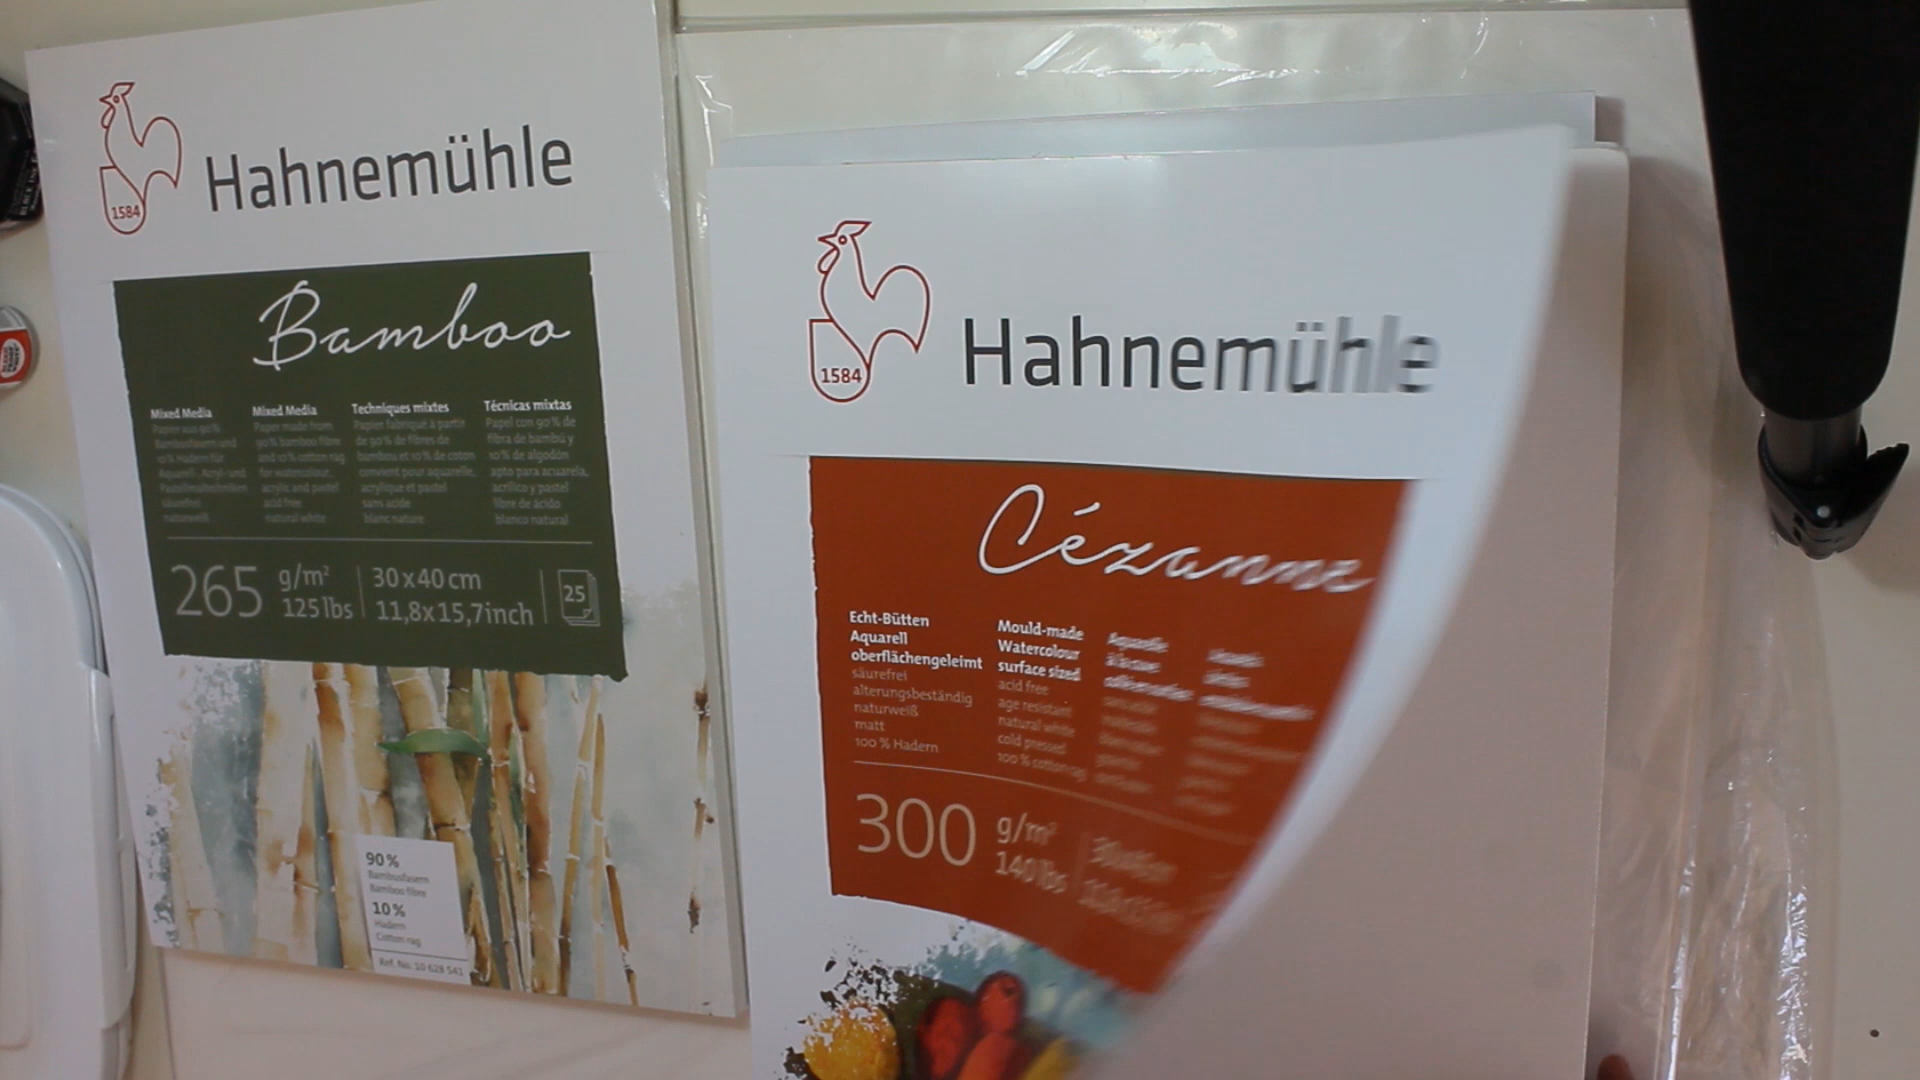 1584
Hahnemühle
Bamboo
Mixed Media
Papier aus 90 %
Bambusfasern und
10 % Hadern für
Aquarell-, Acryl- und
Pastellmaltechniken
säurefrei
naturweiß
Mixed Media
Paper made from
90 % bamboo fibre
and 10 % cotton rag
for watercolour,
acrylic and pastel
acid free
natural white
Techniques mixtes
Papier fabriqué à partir
de 90 % de fibres de
bambou et 10 % de coton
convient pour aquarelle,
acrylique et pastel
sans acide
blanc nature
Técnicas mixtas
Papel con 90 % de
fibra de bambú y
10 % de algodón
apto para acuarela,
acrílico y pastel
libre de ácido
blanco natural
265 g/m²
125 lbs
30 x 40 cm
11,8 x 15,7 inch
25
90 %
Bambusfasern
Bamboo fibre
10 %
Hadern
Cotton rag
Ref. No. 10 628 541
1584
Hahnemühle
Cézanne
Echt-Bütten
Aquarell
oberflächengeleimt
säurefrei
alterungsbeständig
naturweiß
matt
100 % Hadern
Mould-made
Watercolour
surface sized
acid free
age resistant
natural white
cold pressed
100 % cotton rag
Aquarelle
300 g/m²
140 lbs